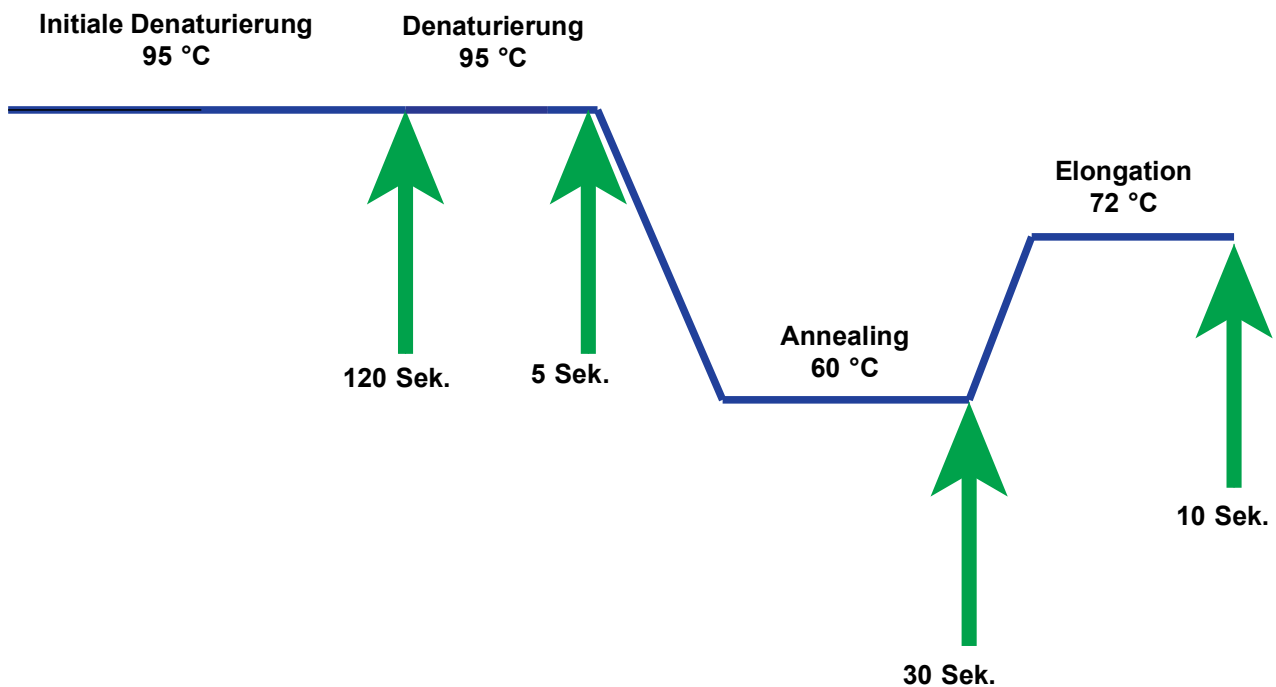 Initiale Denaturierung
95 °C
Denaturierung
95 °C
Elongation
72 °C
Annealing
60 °C
120 Sek.
5 Sek.
10 Sek.
30 Sek.